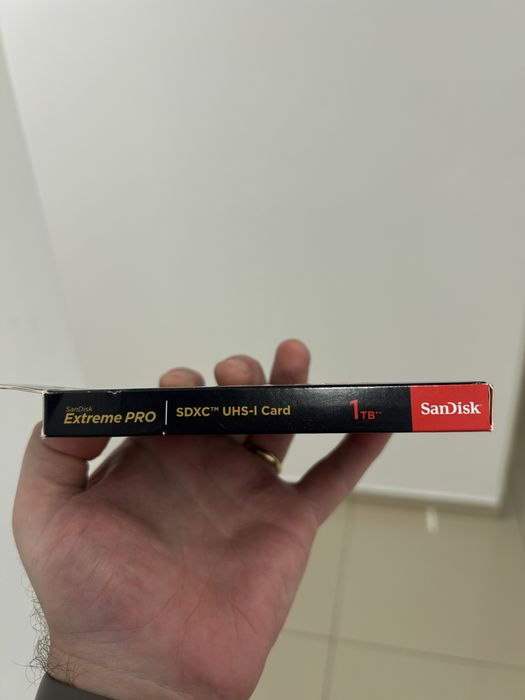 SanDisk
Extreme PRO
SDXC™ UHS-I Card
1TB**
SanDisk®